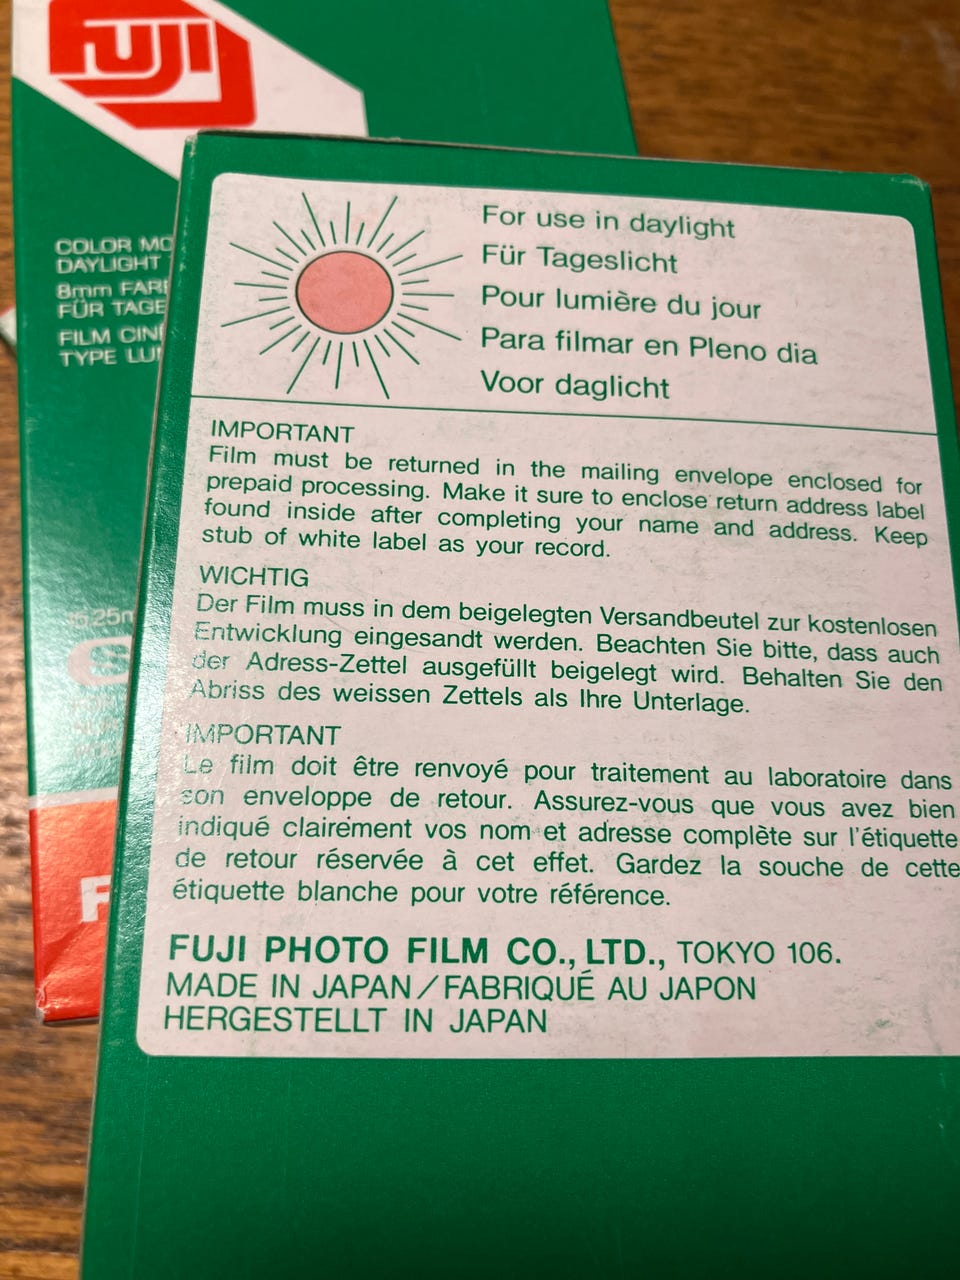 FUJI
COLOR MO
DAYLIGHT
8mm FAR
FÜR TAGE
FILM CINÉ
TYPE LU
For use in daylight
Für Tageslicht
Pour lumière du jour
Para filmar en Pleno dia
Voor daglicht
IMPORTANT
Film must be returned in the mailing envelope enclosed for
prepaid processing. Make it sure to enclose return address label
found inside after completing your name and address. Keep
stub of white label as your record.
WICHTIG
Der Film muss in dem beigelegten Versandbeutel zur kostenlosen
Entwicklung eingesandt werden. Beachten Sie bitte, dass auch
der Adress-Zettel ausgefüllt beigelegt wird. Behalten Sie den
Abriss des weissen Zettels als Ihre Unterlage.
IMPORTANT
Le film doit être renvoyé pour traitement au laboratoire dans
son enveloppe de retour. Assurez-vous que vous avez bien
indiqué clairement vos nom et adresse complète sur l'étiquette
de retour réservée à cet effet. Gardez la souche de cette
étiquette blanche pour votre référence.
FUJI PHOTO FILM CO., LTD., TOKYO 106.
MADE IN JAPAN/FABRIQUÉ AU JAPON
HERGESTELLT IN JAPAN